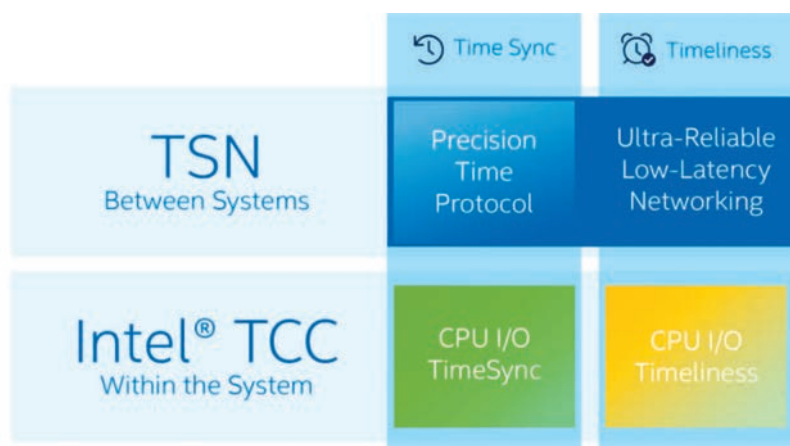 Time Sync
Timeliness
TSN
Between Systems
Precision
Time
Protocol
Ultra-Reliable
Low-Latency
Networking
Intel® TCC
Within the System
CPU I/O
TimeSync
CPU I/O
Timeliness